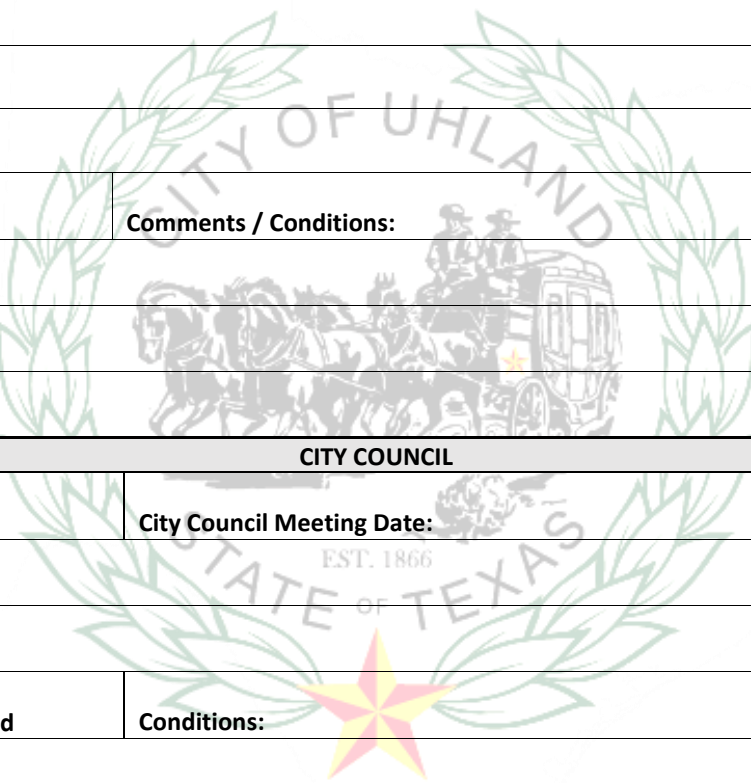 CITY OF UHLAND
Comments / Conditions:
CITY COUNCIL
City Council Meeting Date:
EST. 1866
STATE OF TEXAS
d Conditions: